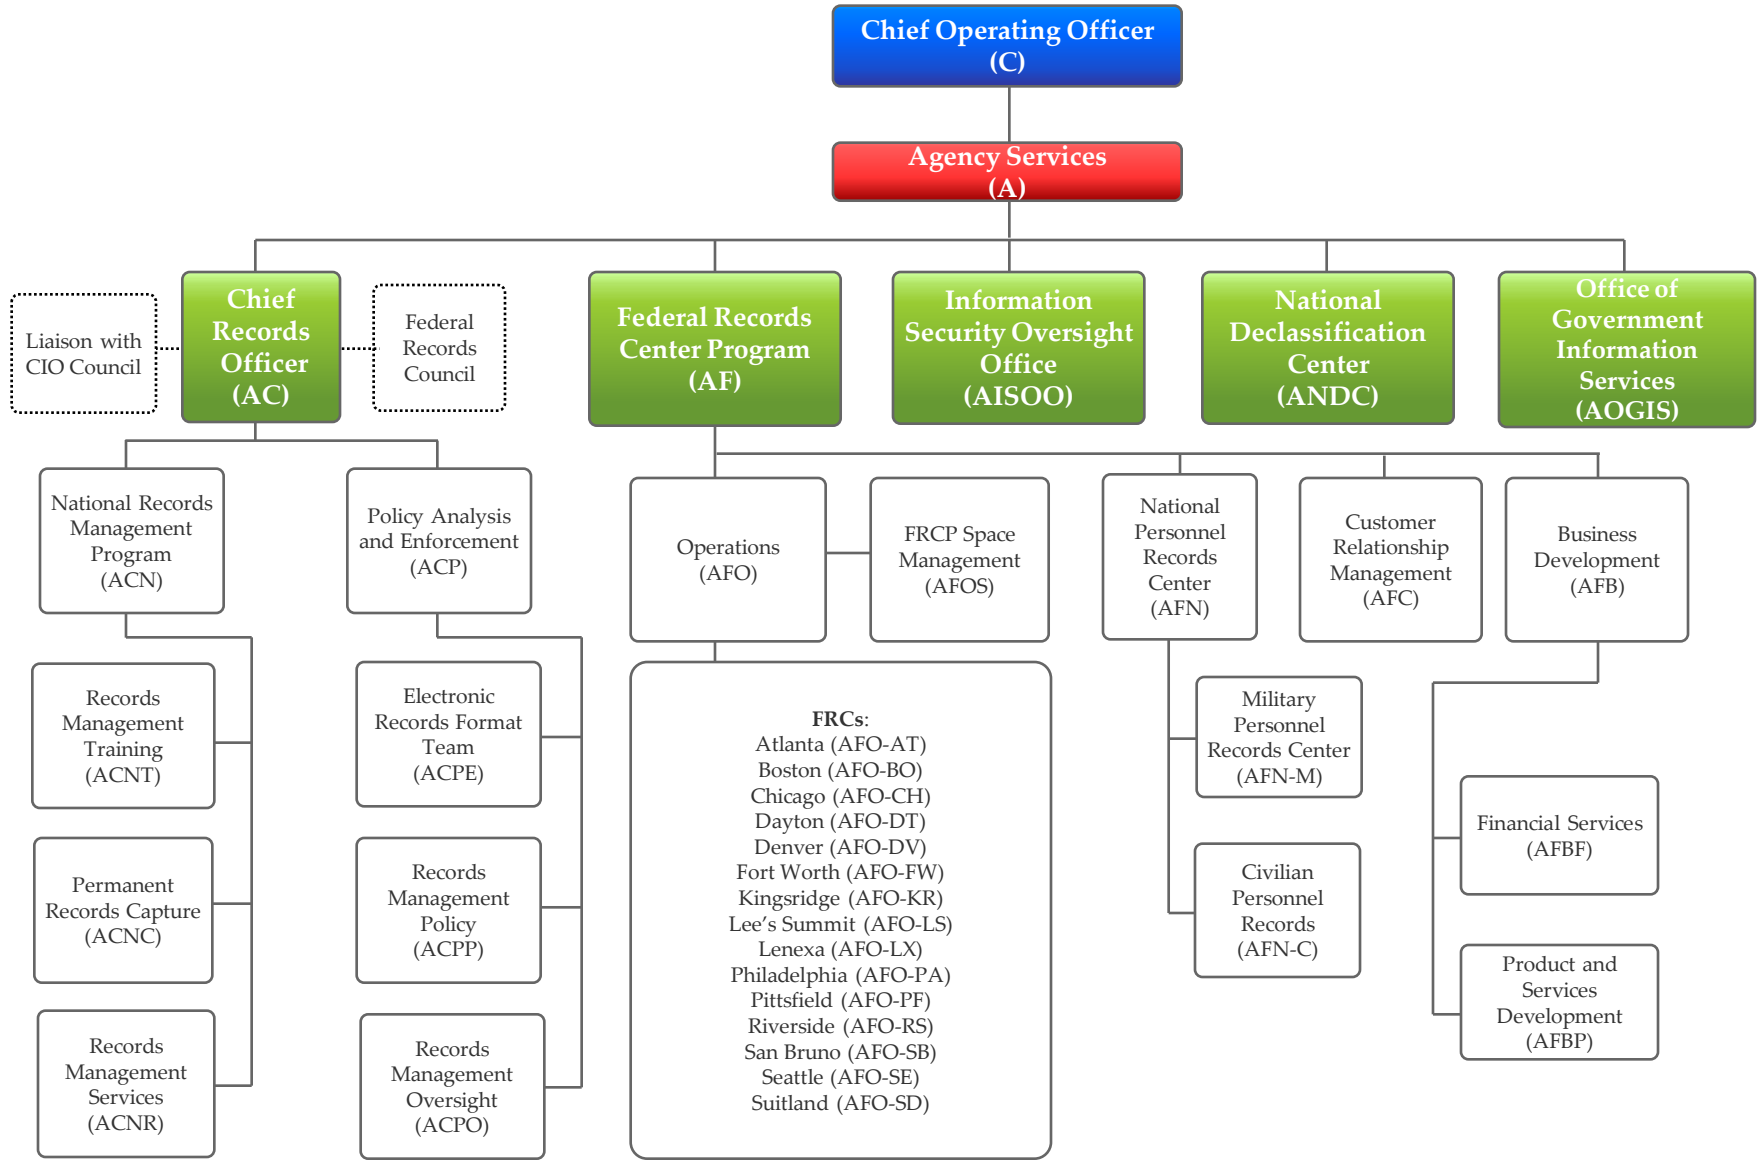 Chief Operating Officer
(C)
Agency Services
(A)
Liaison with
CIO Council
Chief
Records
Officer
(AC)
Federal
Records
Council
Federal Records
Center Program
(AF)
Information
Security Oversight
Office
(AISOO)
National
Declassification
Center
(ANDC)
Office of
Government
Information
Services
(AOGIS)
National Records
Management
Program
(ACN)
Policy Analysis
and Enforcement
(ACP)
Operations
(AFO)
FRCP Space
Management
(AFOS)
National
Personnel
Records
Center
(AFN)
Customer
Relationship
Management
(AFC)
Business
Development
(AFB)
Records
Management
Training
(ACNT)
Permanent
Records Capture
(ACNC)
Records
Management
Services
(ACNR)
Electronic
Records Format
Team
(ACPE)
Records
Management
Policy
(ACPP)
Records
Management
Oversight
(ACPO)
FRCs:
Atlanta (AFO-AT)
Boston (AFO-BO)
Chicago (AFO-CH)
Dayton (AFO-DT)
Denver (AFO-DV)
Fort Worth (AFO-FW)
Kingsridge (AFO-KR)
Lee’s Summit (AFO-LS)
Lenexa (AFO-LX)
Philadelphia (AFO-PA)
Pittsfield (AFO-PF)
Riverside (AFO-RS)
San Bruno (AFO-SB)
Seattle (AFO-SE)
Suitland (AFO-SD)
Military
Personnel
Records Center
(AFN-M)
Civilian
Personnel
Records
(AFN-C)
Financial Services
(AFBF)
Product and
Services
Development
(AFBP)